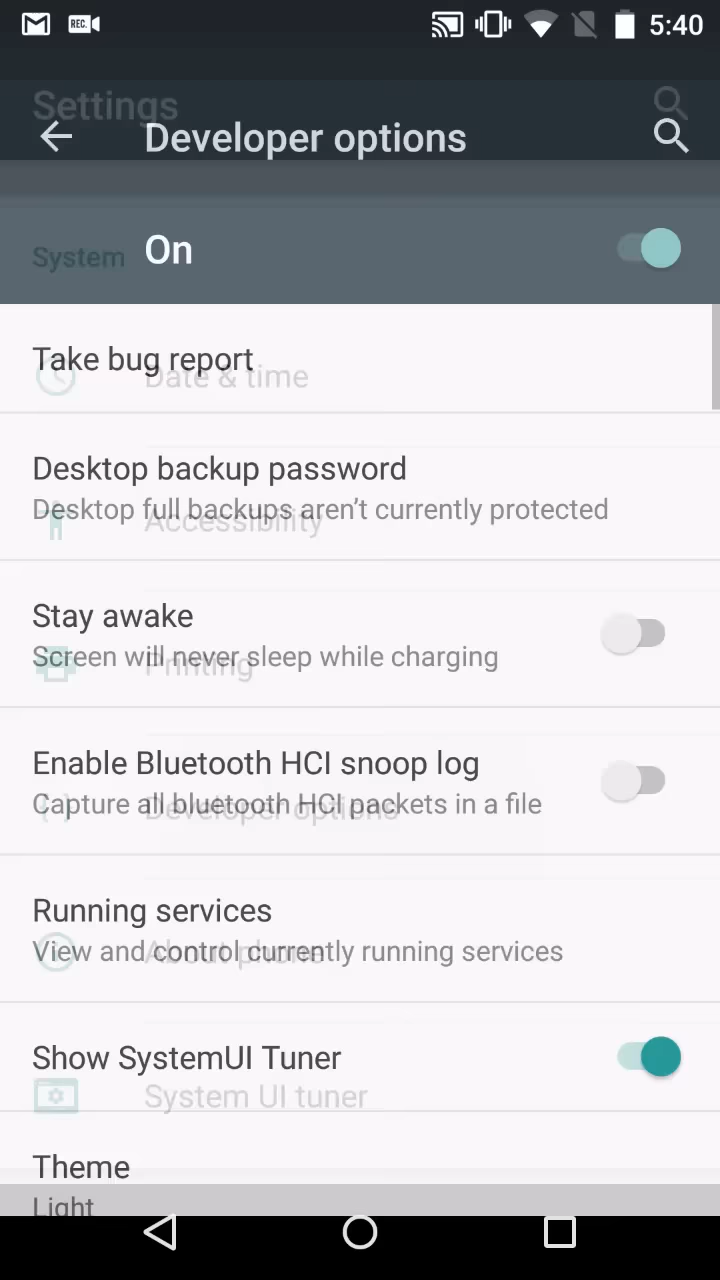 REC.
5:40
Settings
Developer options
System
On
Take bug report
Date & time
Desktop backup password
Desktop full backups aren’t currently protected
Accessibility
Stay awake
Screen will never sleep while charging
Printing
Enable Bluetooth HCI snoop log
Capture all bluetooth HCI packets in a file
Developer options
Running services
View and control currently running services
About phone
Show SystemUI Tuner
System UI tuner
Theme
Light